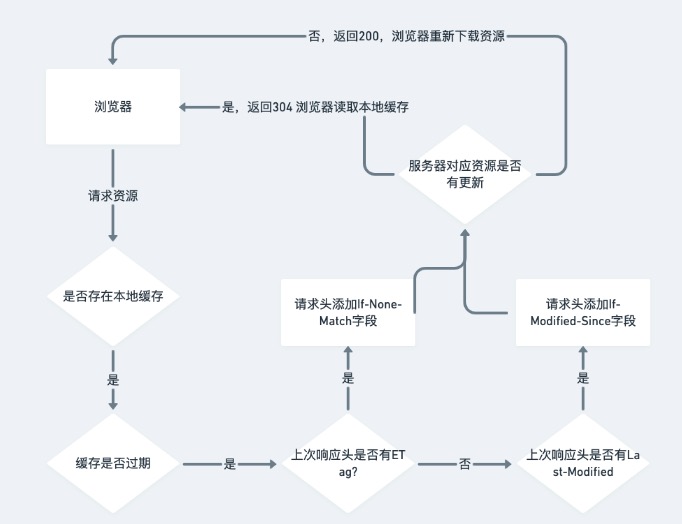 否，返回200，浏览器重新下载资源
浏览器
是，返回304 浏览器读取本地缓存
服务器对应资源是否
有更新
请求资源
是否存在本地缓存
请求头添加If-None-
Match字段
请求头添加If-
Modified-Since字段
是
是
是
缓存是否过期
是
上次响应头是否有ET
ag?
否
上次响应头是否有La
st-Modified